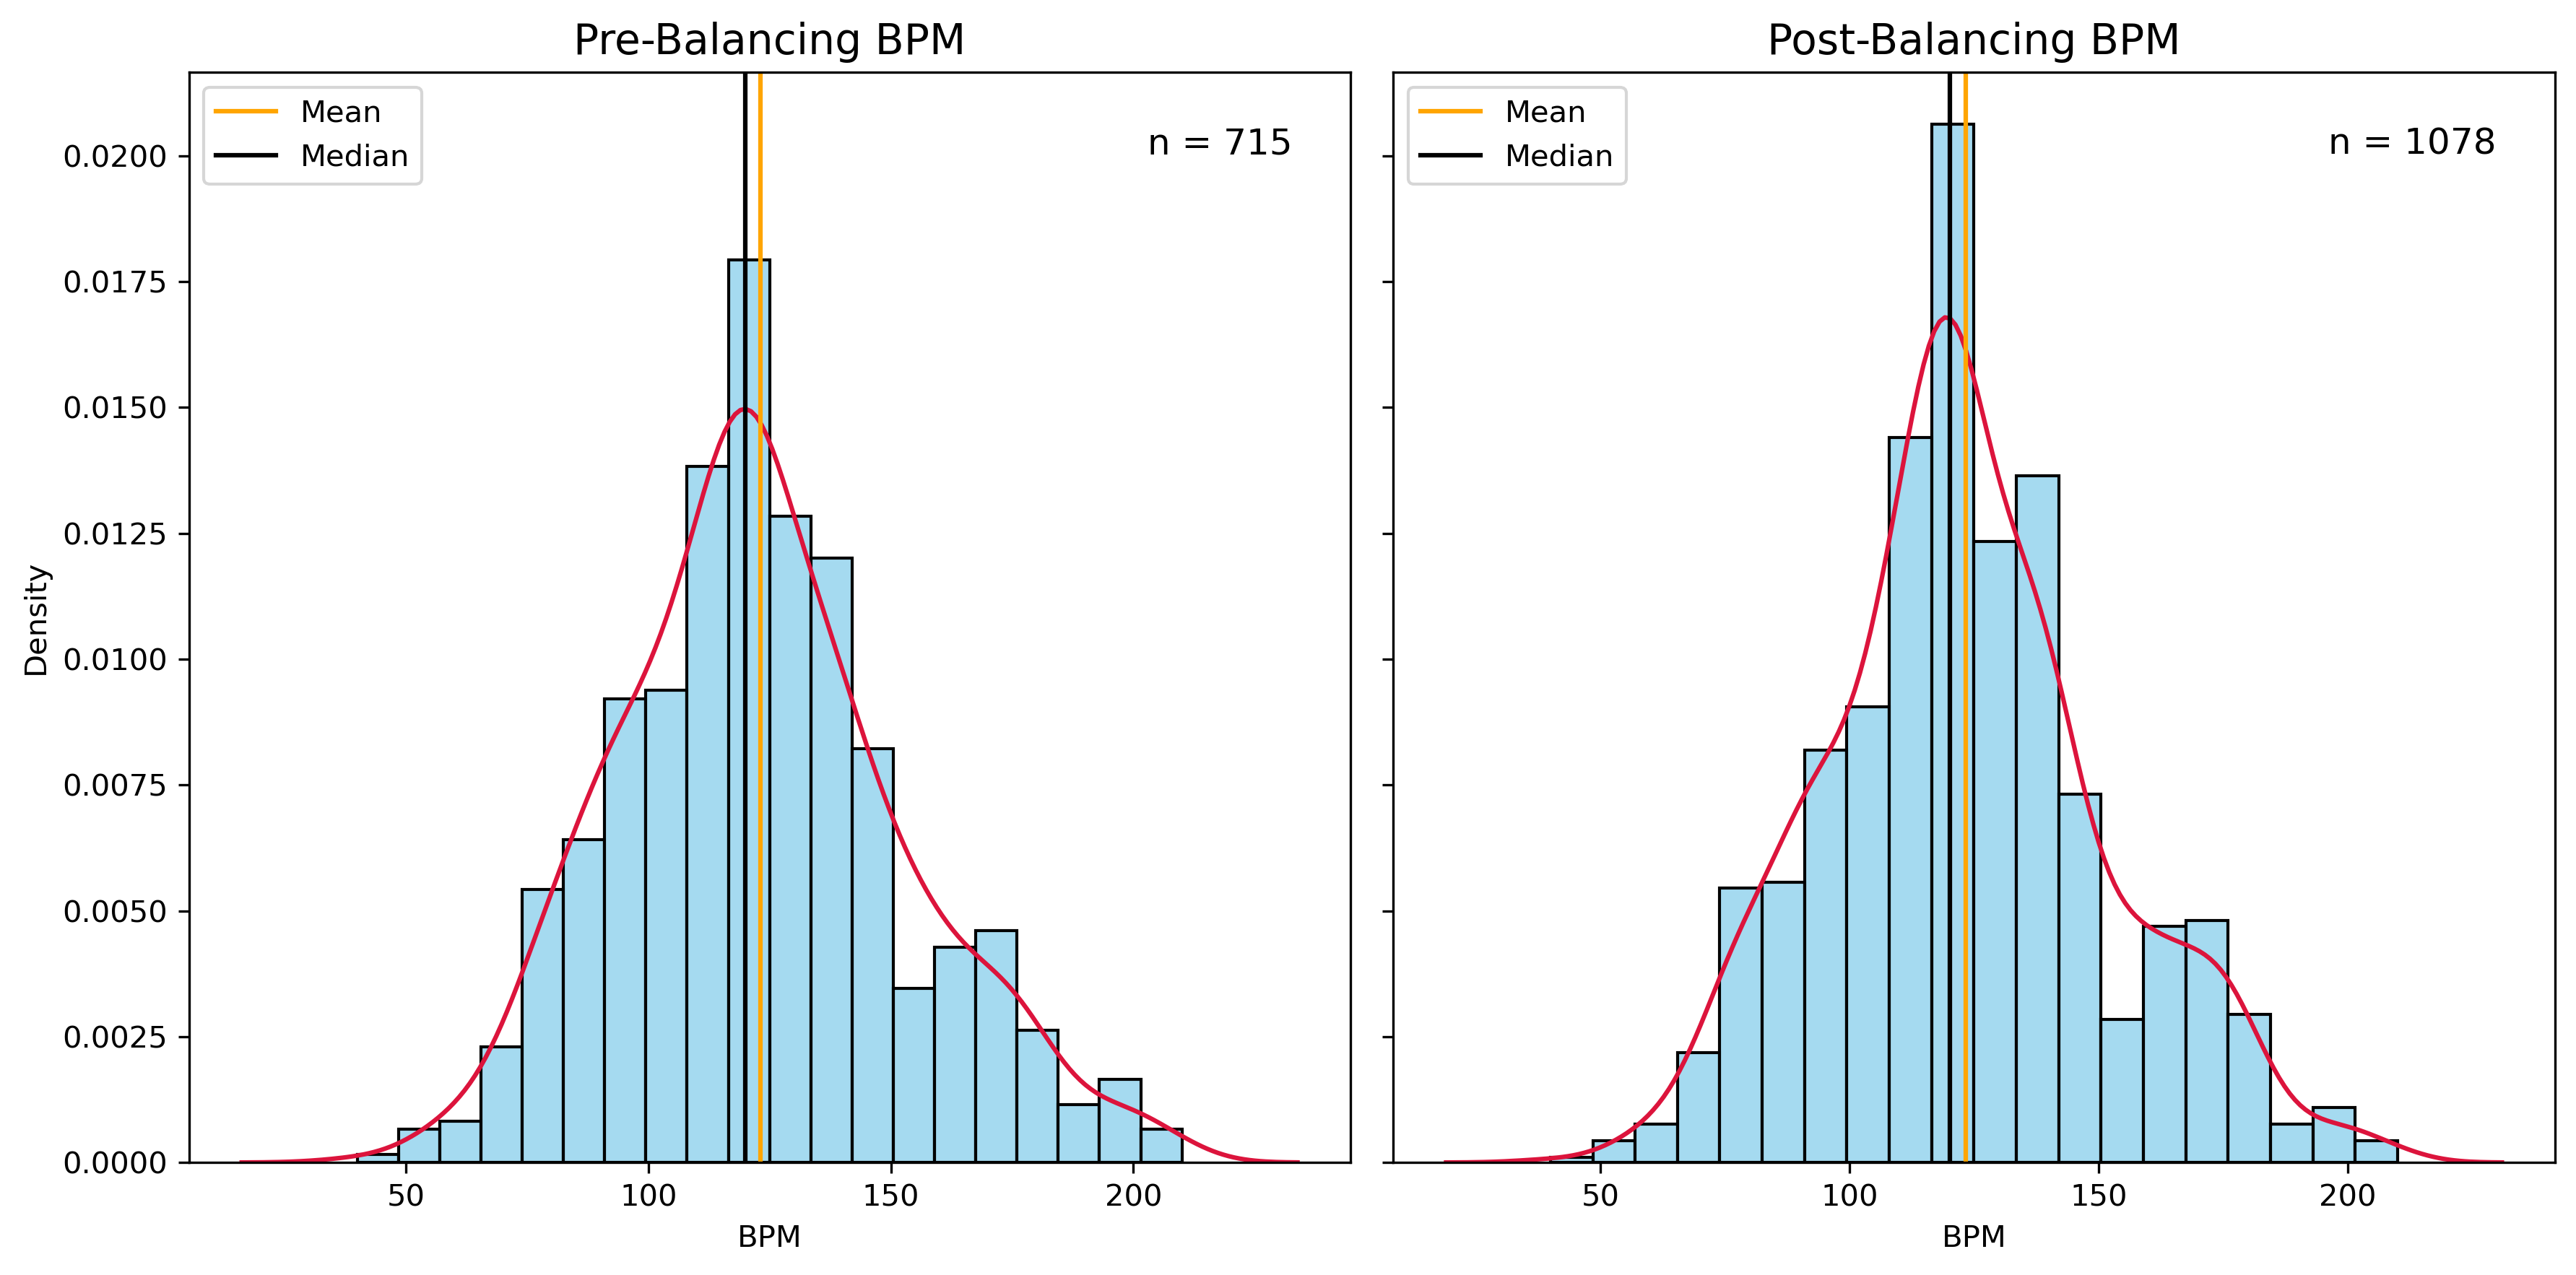 Pre-Balancing BPM
Mean
Median
n = 715
0.0200
0.0175
0.0150
0.0125
0.0100
0.0075
0.0050
0.0025
0.0000
Density
50 100 150 200
BPM
Post-Balancing BPM
Mean
Median
n = 1078
50 100 150 200
BPM